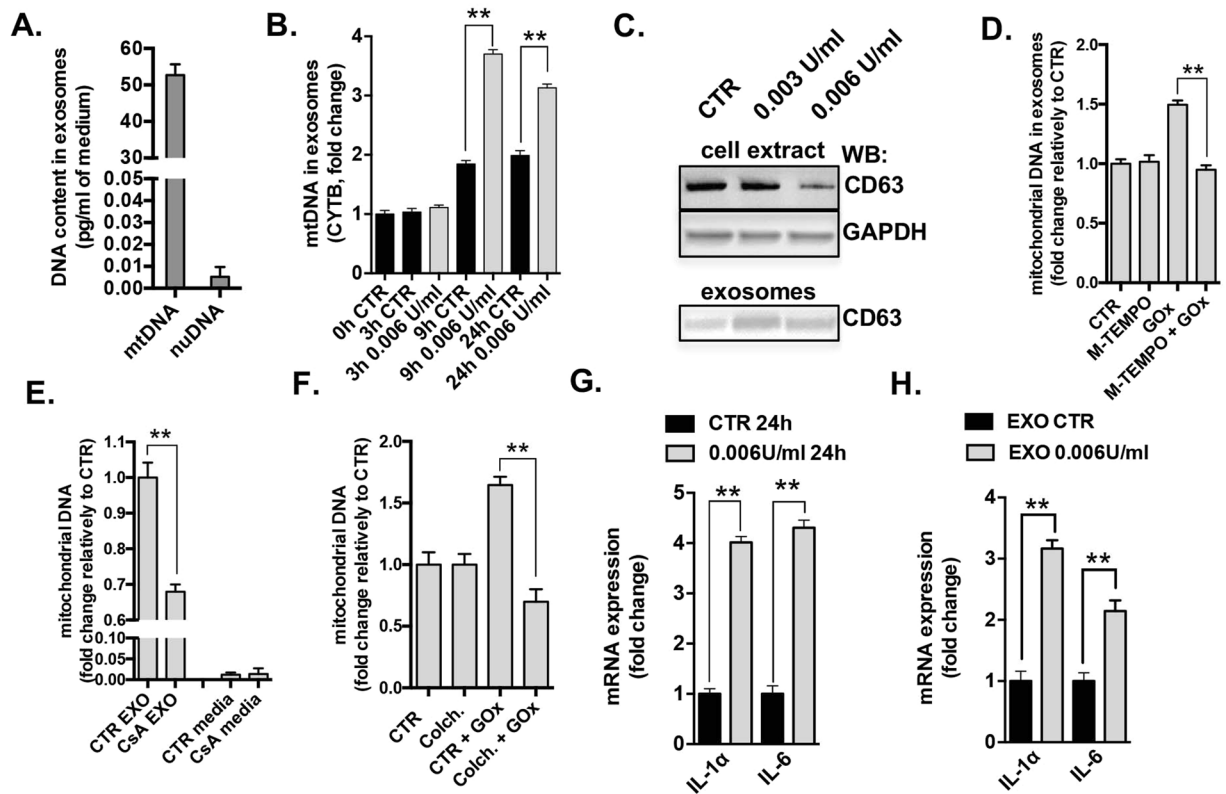 A.
DNA content in exosomes
(pg/ml of medium)
60
50
40
30
0.05
0.04
0.03
0.02
0.01
0.00
mtDNA
nuDNA
B.
mtDNA in exosomes
(CYTB, fold change)
4
3
2
1
0
**
**
0h CTR
3h CTR
3h 0.006 U/ml
9h CTR
9h 0.006 U/ml
24h CTR
24h 0.006 U/ml
C.
CTR
0.003 U/ml
0.006 U/ml
cell extract
WB:
CD63
GAPDH
exosomes
CD63
D.
mitochondrial DNA in exosomes
(fold change relatively to CTR)
2.0
1.5
1.0
0.5
0.0
**
CTR
M-TEMPO
GOx
M-TEMPO + GOx
E.
mitochondrial DNA
(fold change relatively to CTR)
1.1
1.0
0.9
0.8
0.7
0.6
0.10
0.05
0.00
**
CTR EXO
CsA EXO
CTR media
CsA media
F.
mitochondrial DNA
(fold change relatively to CTR)
2.0
1.5
1.0
0.5
0.0
**
CTR
Colch.
CTR + GOx
Colch. + GOx
G.
CTR 24h
0.006U/ml 24h
mRNA expression
(fold change)
5
4
3
2
1
0
**
**
IL-1α
IL-6
H.
EXO CTR
EXO 0.006U/ml
mRNA expression
(fold change)
4
3
2
1
0
**
**
IL-1α
IL-6